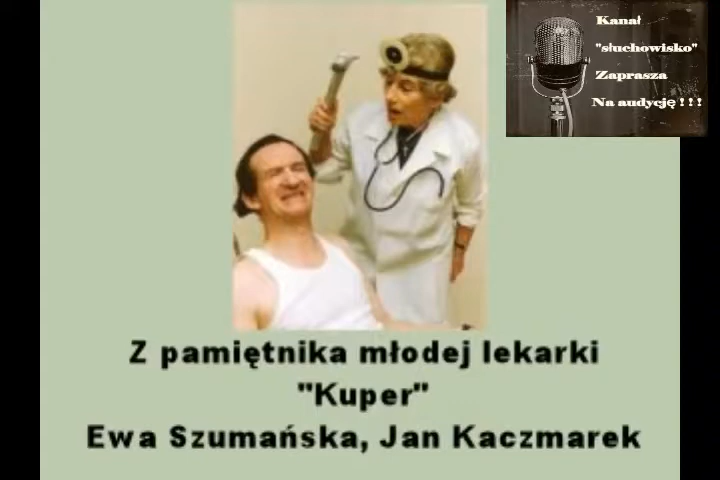 Kanał
"słuchowisko"
Zaprasza
Na audycję ! ! !
Z pamiętnika młodej lekarki
"Kuper"
Ewa Szumańska, Jan Kaczmarek